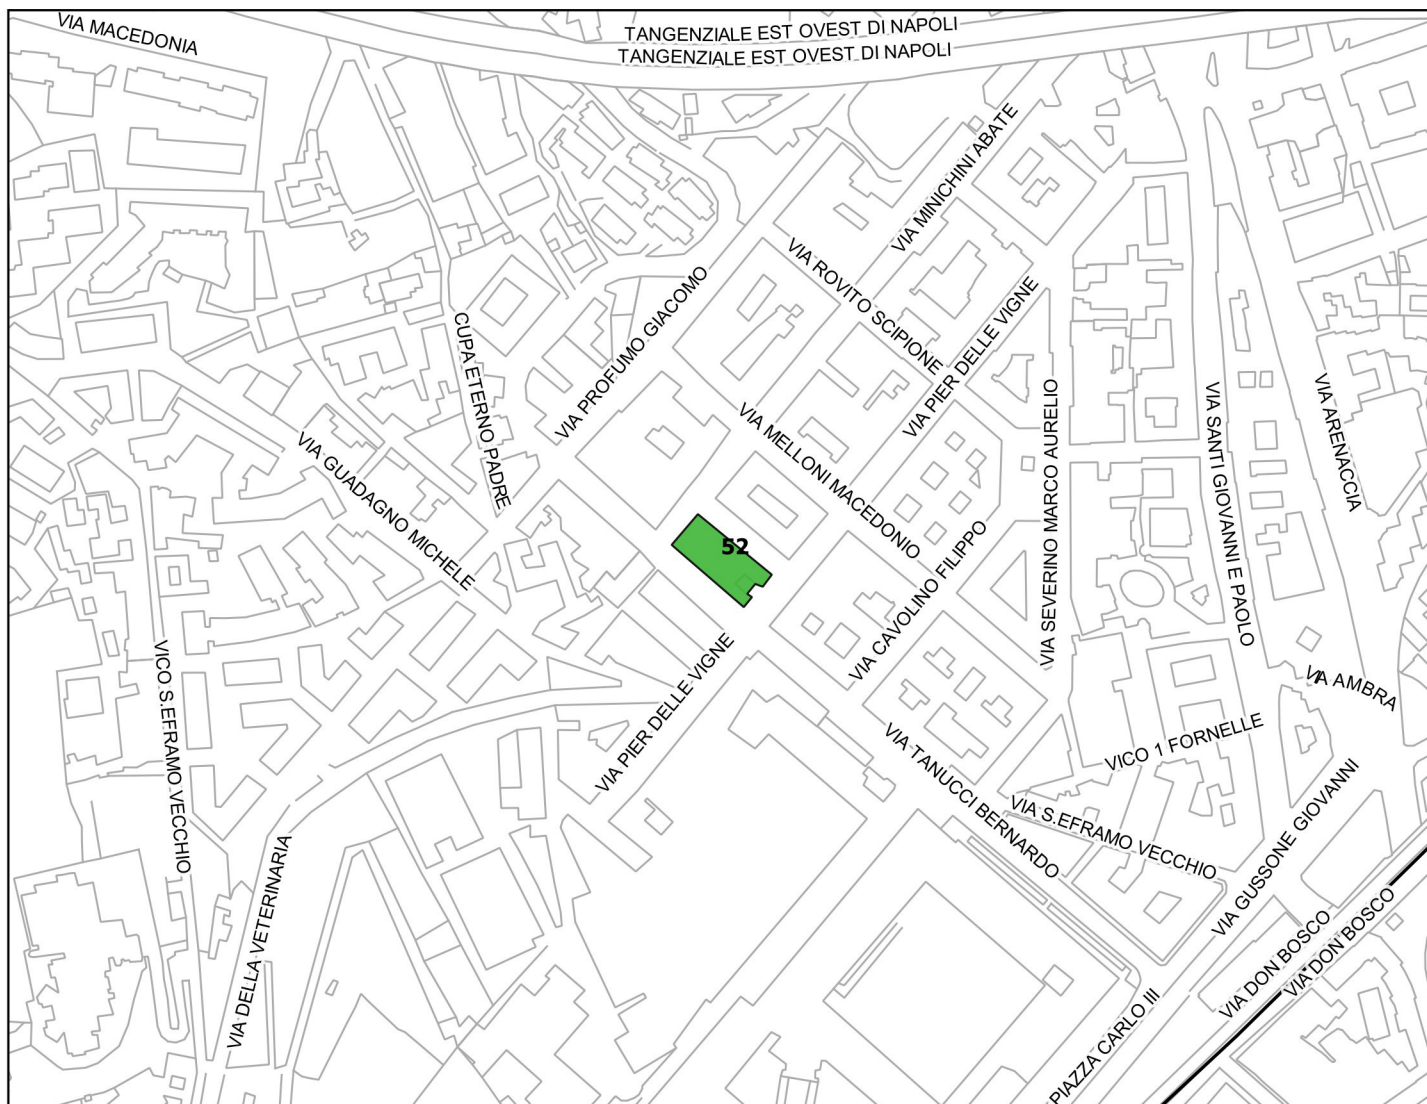 VIA MACEDONIA
TANGENZIALE EST OVEST DI NAPOLI
TANGENZIALE EST OVEST DI NAPOLI
VIA MINICHINI ABATE
VIA ROVITO SCIPIONE
VIA PROFUMO GIACOMO
VIA PIER DELLE VIGNE
CUPA ETERNO PADRE
VIA SEVERINO MARCO AURELIO
VIA SANTI GIOVANNI E PAOLO
VIA ARENACCIA
VIA MELLONI MACEDONIO
VIA GUADAGNO MICHELE
52
VIA CAVOLINO FILIPPO
VICO S.EFRAMO VECCHIO
VIA PIER DELLE VIGNE
VIA AMBRA
VICO 1 FORNELLE
VIA TANUCCI BERNARDO
VIA S.EFRAMO VECCHIO
VIA GUSSONE GIOVANNI
VIA DELLA VETERINARIA
VIA DON BOSCO
VIA DON BOSCO
PIAZZA CARLO III